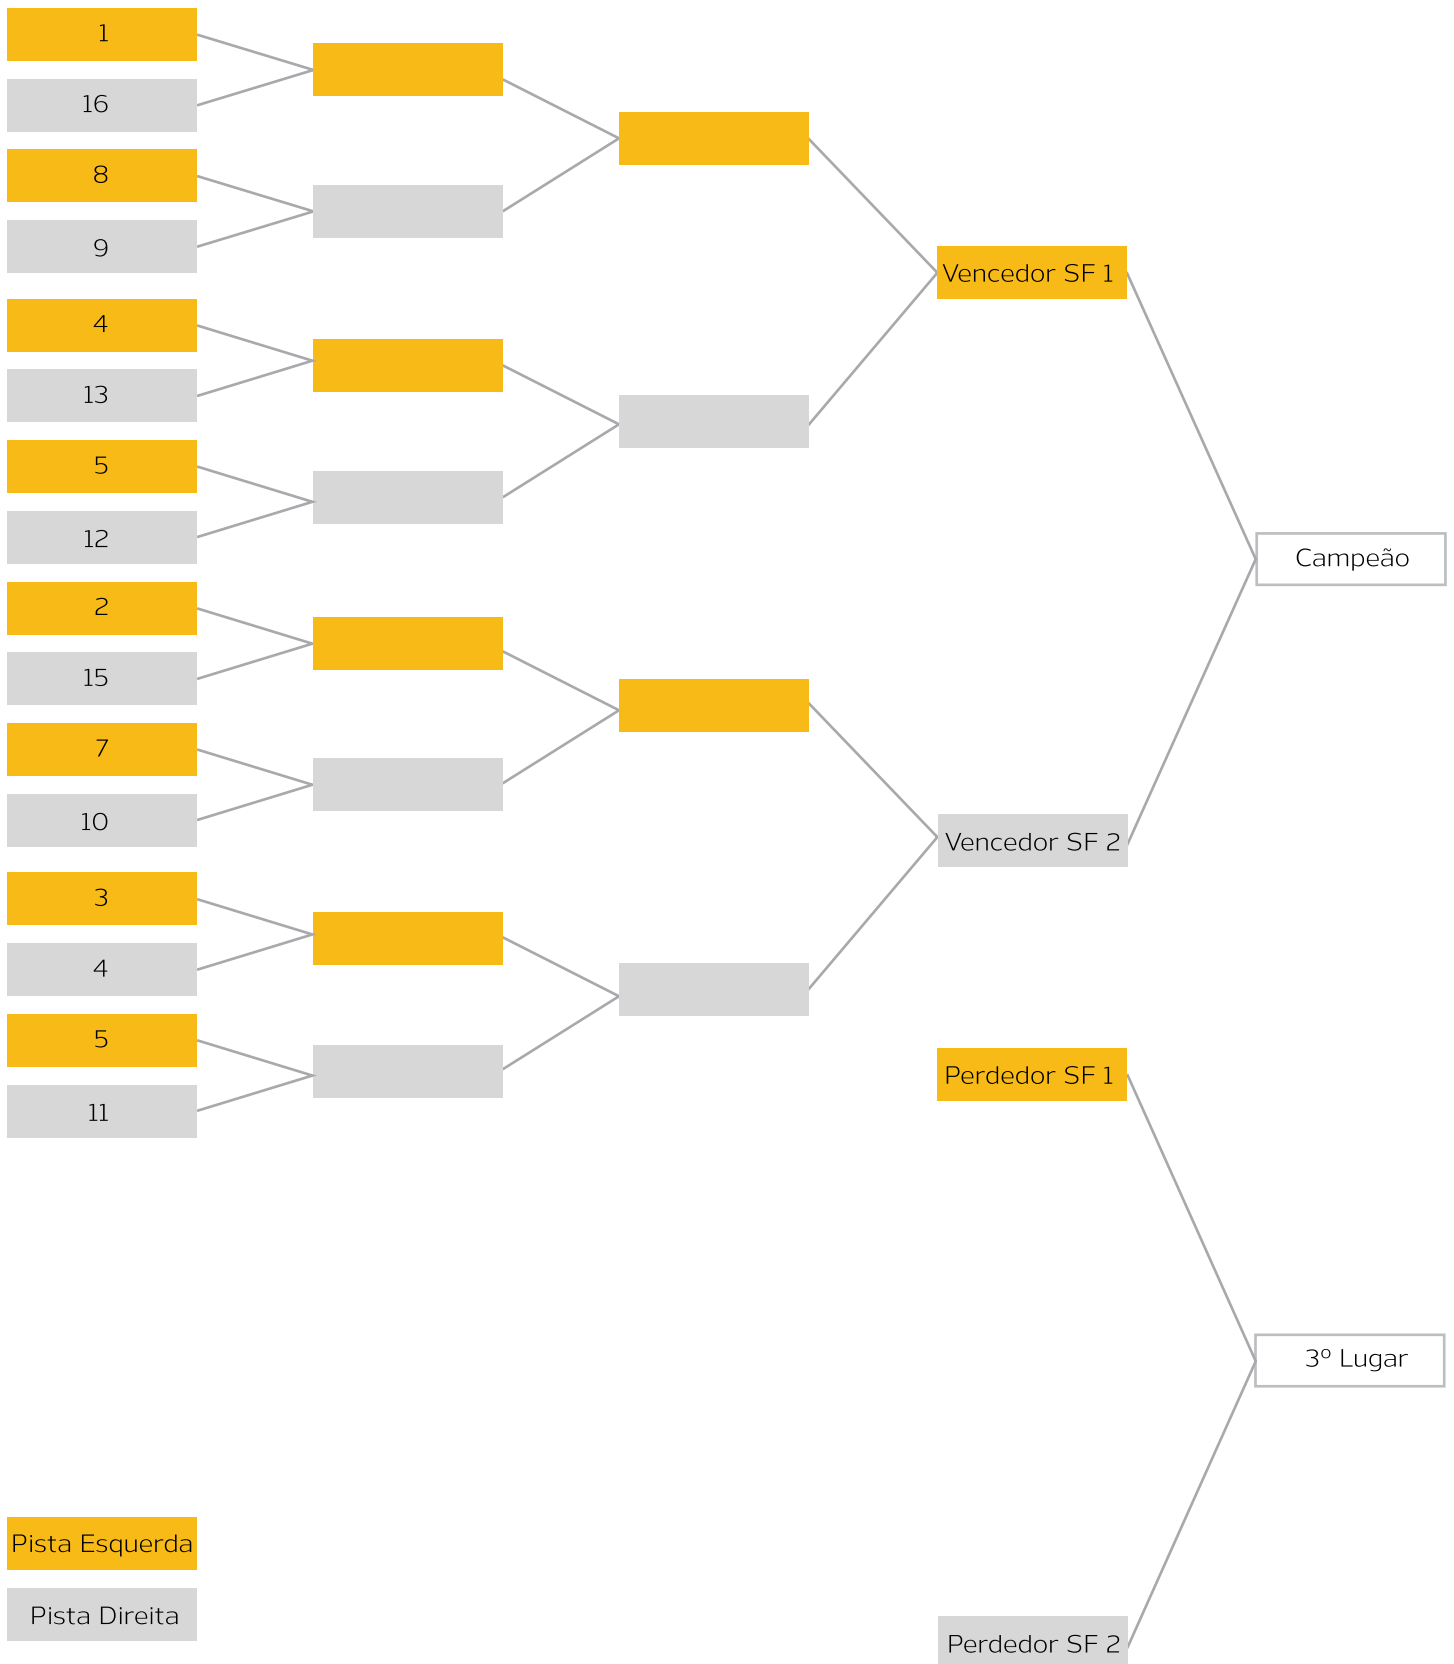 1
16
8
9
4
13
5
12
2
15
7
10
3
4
5
11
Vencedor SF 1
Vencedor SF 2
Campeão
Perdedor SF 1
3º Lugar
Perdedor SF 2
Pista Esquerda
Pista Direita